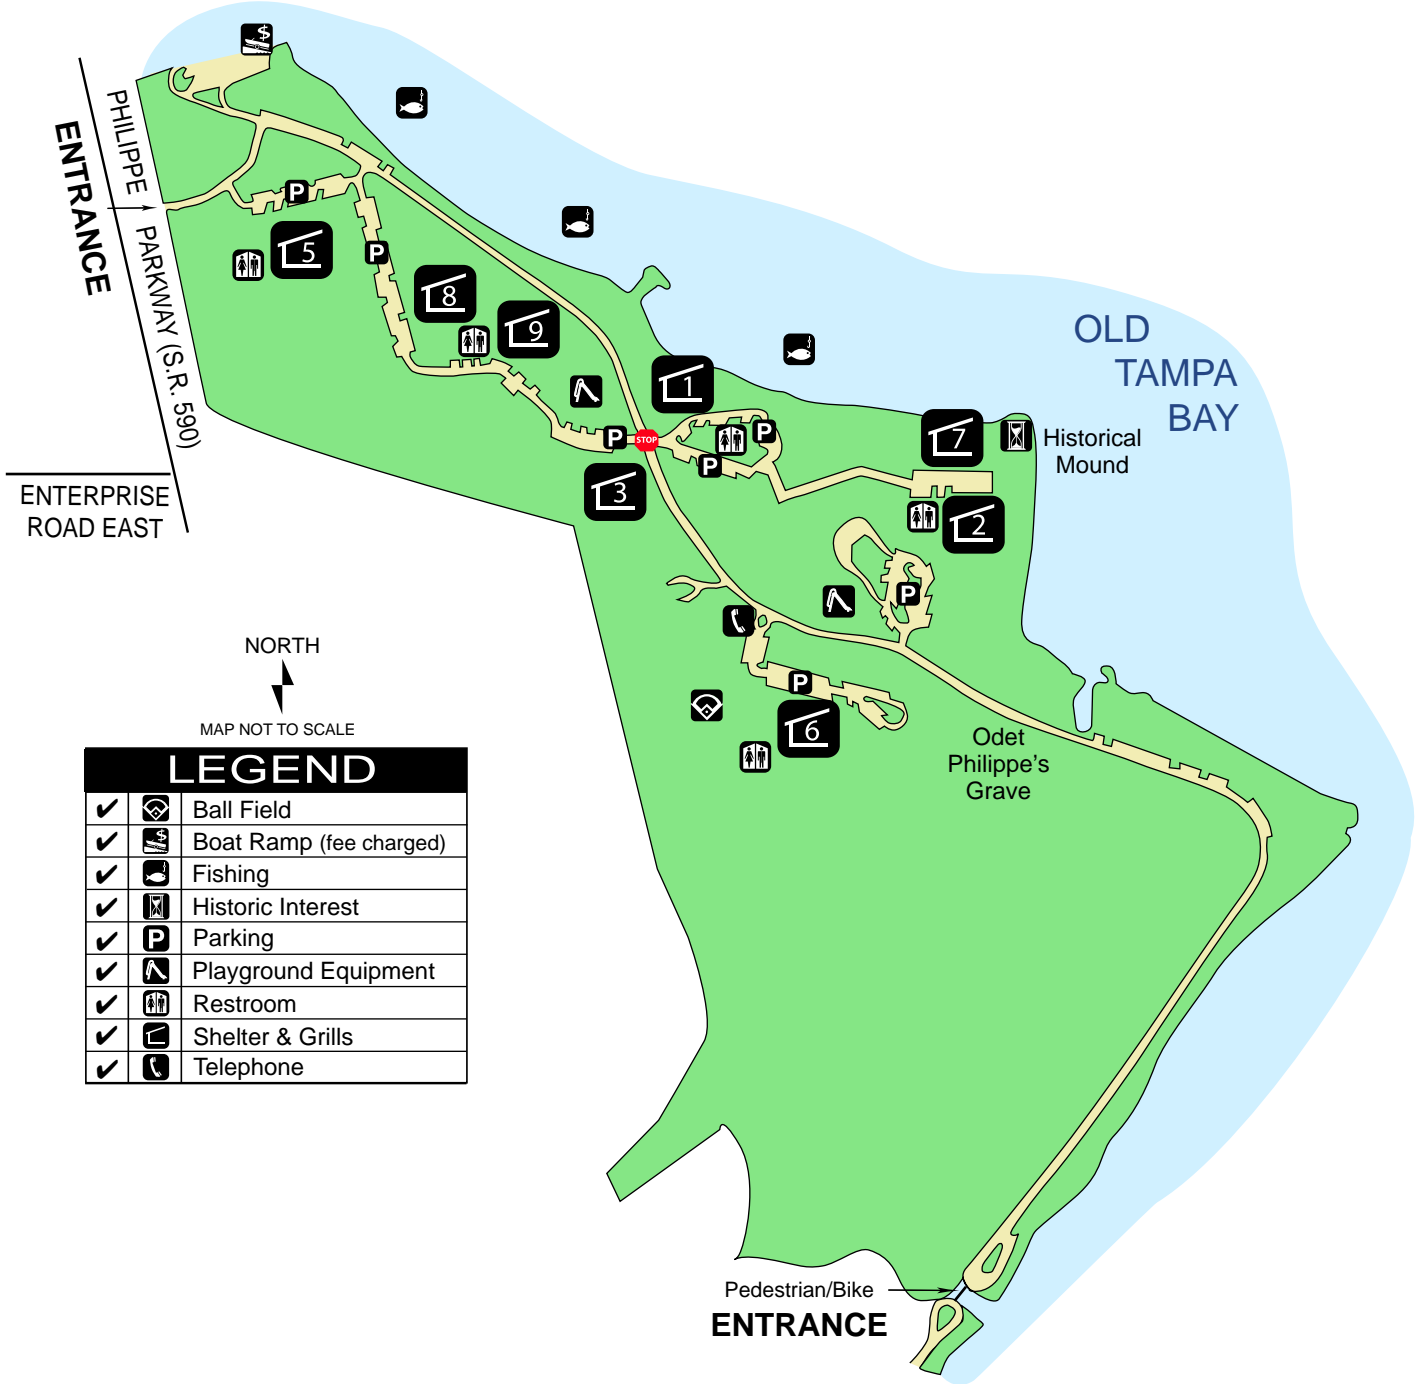 $
PHILIPPE PARKWAY (S.R. 590)
ENTRANCE
P
5
P
8
9
OLD
TAMPA
BAY
1
7
Historical
Mound
P
STOP
P
P
3
2
ENTERPRISE
ROAD EAST
P
P
6
Odet
Philippe's
Grave
NORTH
MAP NOT TO SCALE
LEGEND
Ball Field
$ Boat Ramp (fee charged)
Fishing
Historic Interest
P Parking
Playground Equipment
Restroom
Shelter & Grills
Telephone
Pedestrian/Bike
ENTRANCE